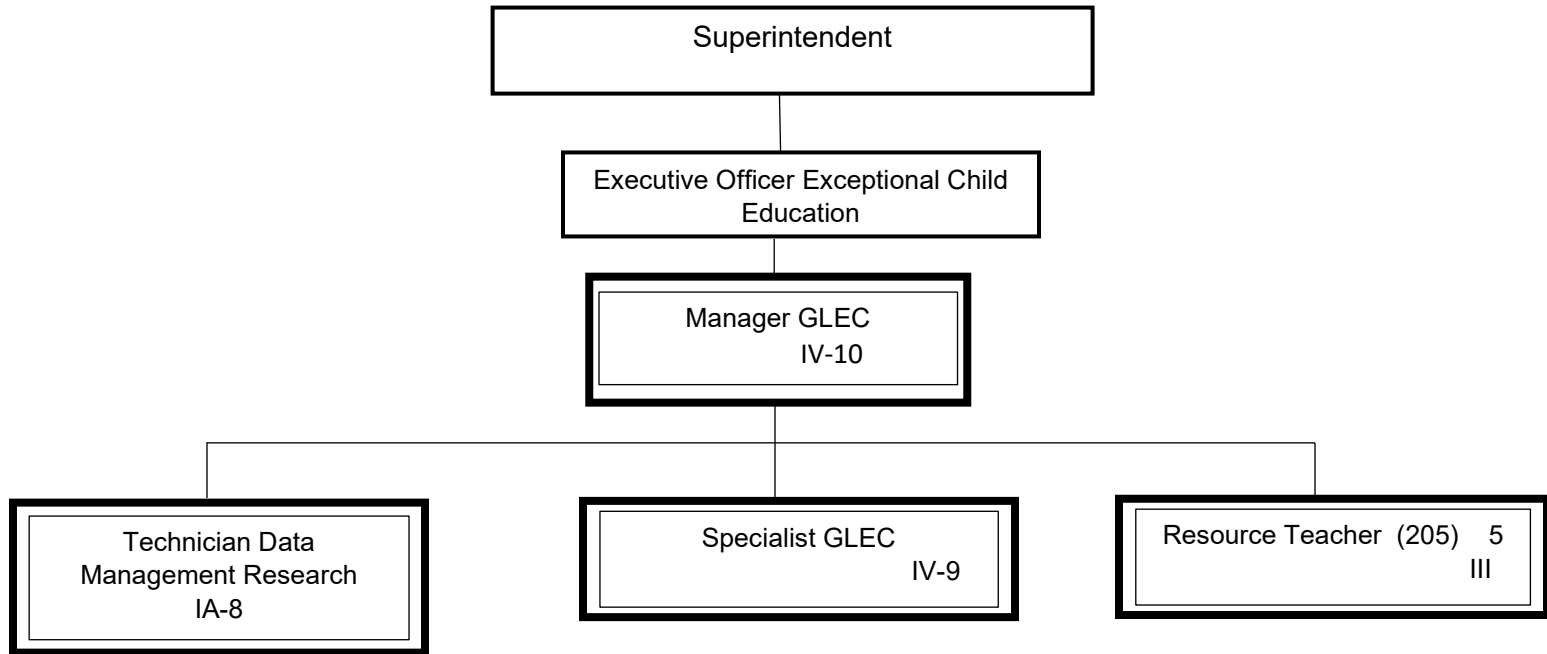 Superintendent
Executive Officer Exceptional Child
Education
Manager GLEC
IV-10
Technician Data
Management Research
IA-8
Specialist GLEC
IV-9
Resource Teacher (205) 5
III